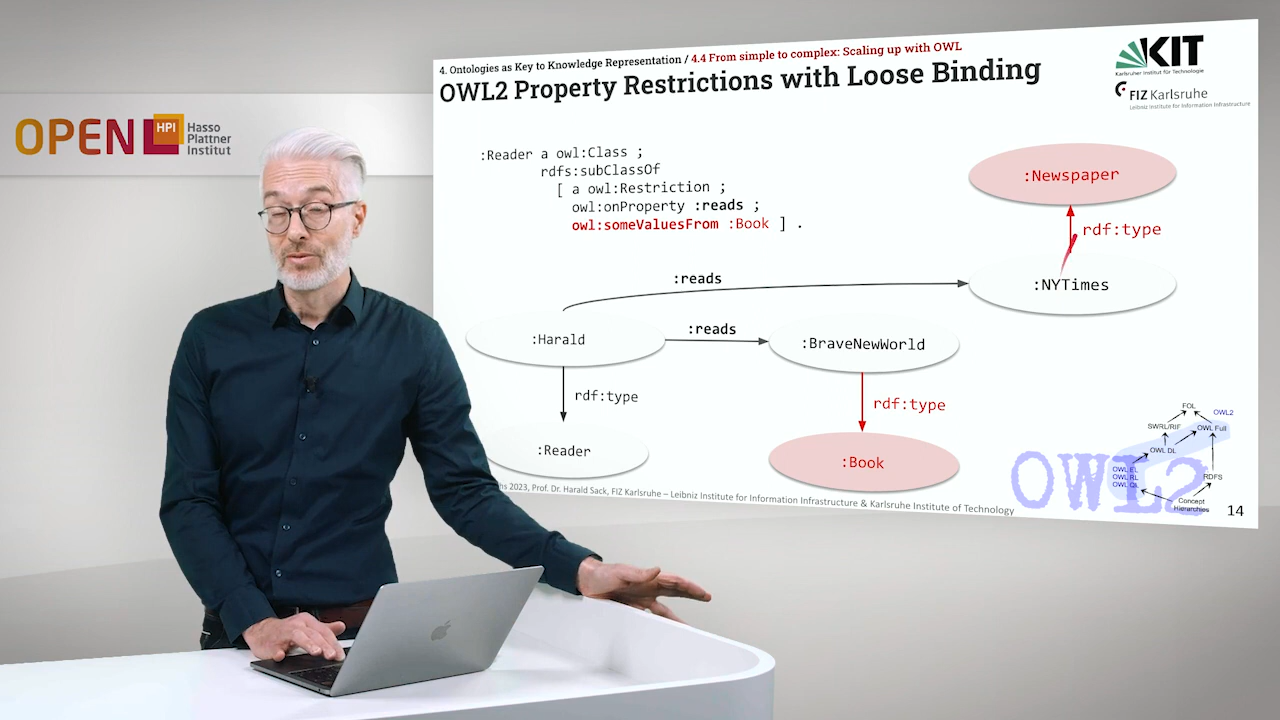 OPEN HPI Hasso
Plattner
Institut
4. Ontologies as Key to Knowledge Representation / 4.4 From simple to complex: Scaling up with OWL
OWL2 Property Restrictions with Loose Binding
KIT
Karlsruher Institut für Technologie
FIZ Karlsruhe
Leibniz Institute for Information Infrastructure
:Reader a owl:Class ;
rdfs:subClassOf
[ a owl:Restriction ;
owl:onProperty :reads ;
owl:someValuesFrom :Book ] .
:Newspaper
rdf:type
:reads
:NYTimes
:reads
:Harald
:BraveNewWorld
rdf:type
rdf:type
:Reader
:Book
FOL
OWL2
SWRL/RIF
OWL Full
OWL DL
OWL EL
OWL RL
OWL QL
RDFS
Concept
Hierarchies
OWL2
2023, Prof. Dr. Harald Sack, FIZ Karlsruhe – Leibniz Institute for Information Infrastructure & Karlsruhe Institute of Technology
14